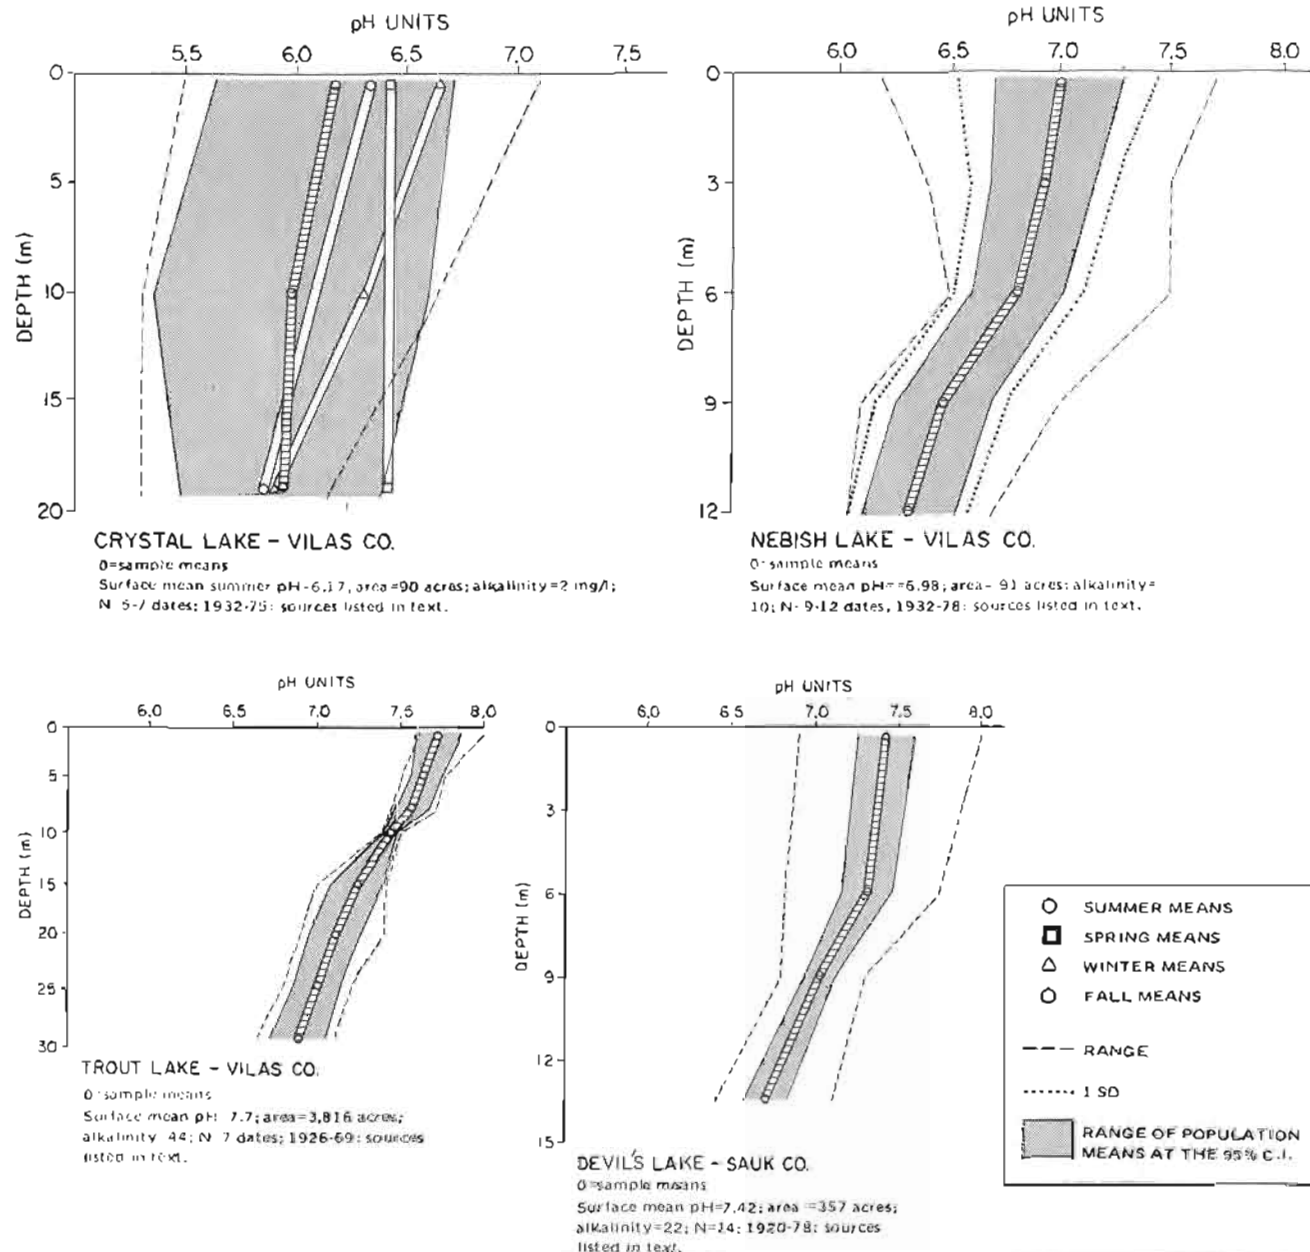 pH UNITS
5.5 6.0 6.5 7.0 7.5
0
5
10
15
20
DEPTH (m)
CRYSTAL LAKE - VILAS CO.
0=sample means
Surface mean summer pH-6.17, area=90 acres; alkalinity=2 mg/l;
N 5-7 dates; 1932-75: sources listed in text.
pH UNITS
6.0 6.5 7.0 7.5 8.0
0
3
6
9
12
DEPTH (m)
NEBISH LAKE - VILAS CO.
0-sample means
Surface mean pH==6.98; area- 91 acres; alkalinity=
10; N- 9-12 dates, 1932-78: sources listed in text.
pH UNITS
6.0 6.5 7.0 7.5 8.0
0
5
10
15
20
25
30
DEPTH (m)
TROUT LAKE - VILAS CO.
0-sample means
Surface mean pH 7.7; area=3,816 acres;
alkalinity-44; N 7 dates; 1926-69: sources
listed in text.
pH UNITS
6.0 6.5 7.0 7.5 8.0
0
3
6
9
12
15
DEPTH (m)
DEVIL'S LAKE - SAUK CO.
0=sample means
Surface mean pH=7.42; area =357 acres;
alkalinity=22; N=14; 1920-78; sources
listed in text.
SUMMER MEANS
SPRING MEANS
WINTER MEANS
FALL MEANS
RANGE
1 SD
RANGE OF POPULATION
MEANS AT THE 95% C.I.